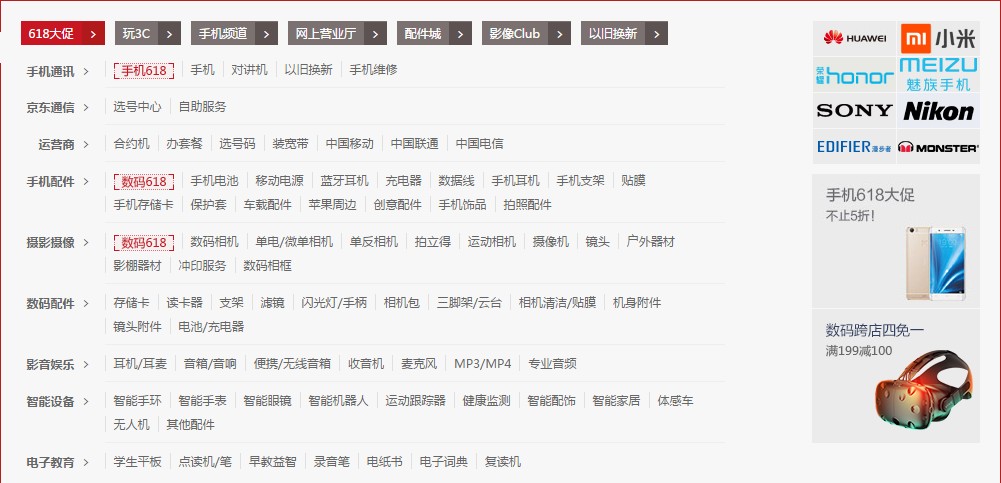 618大促 玩3C 手机频道 网上营业厅 配件城 影像Club 以旧换新
手机通讯 手机618 手机 对讲机 以旧换新 手机维修
京东通信 选号中心 自助服务
运营商 合约机 办套餐 选号码 装宽带 中国移动 中国联通 中国电信
手机配件 数码618 手机电池 移动电源 蓝牙耳机 充电器 数据线 手机耳机 手机支架 贴膜
手机存储卡 保护套 车载配件 苹果周边 创意配件 手机饰品 拍照配件
摄影摄像 数码618 数码相机 单电/微单相机 单反相机 拍立得 运动相机 摄像机 镜头 户外器材
影棚器材 冲印服务 数码相框
数码配件 存储卡 读卡器 支架 滤镜 闪光灯/手柄 相机包 三脚架/云台 相机清洁/贴膜 机身附件
镜头附件 电池/充电器
影音娱乐 耳机/耳麦 音箱/音响 便携/无线音箱 收音机 麦克风 MP3/MP4 专业音频
智能设备 智能手环 智能手表 智能眼镜 智能机器人 运动跟踪器 健康监测 智能配饰 智能家居 体感车
无人机 其他配件
电子教育 学生平板 点读机/笔 早教益智 录音笔 电纸书 电子词典 复读机
HUAWEI mi 小米
荣耀 honor MEIZU 魅族手机
SONY Nikon
EDIFIER 漫步者 MONSTER
手机618大促
不止5折!
数码跨店四免一
满199减100